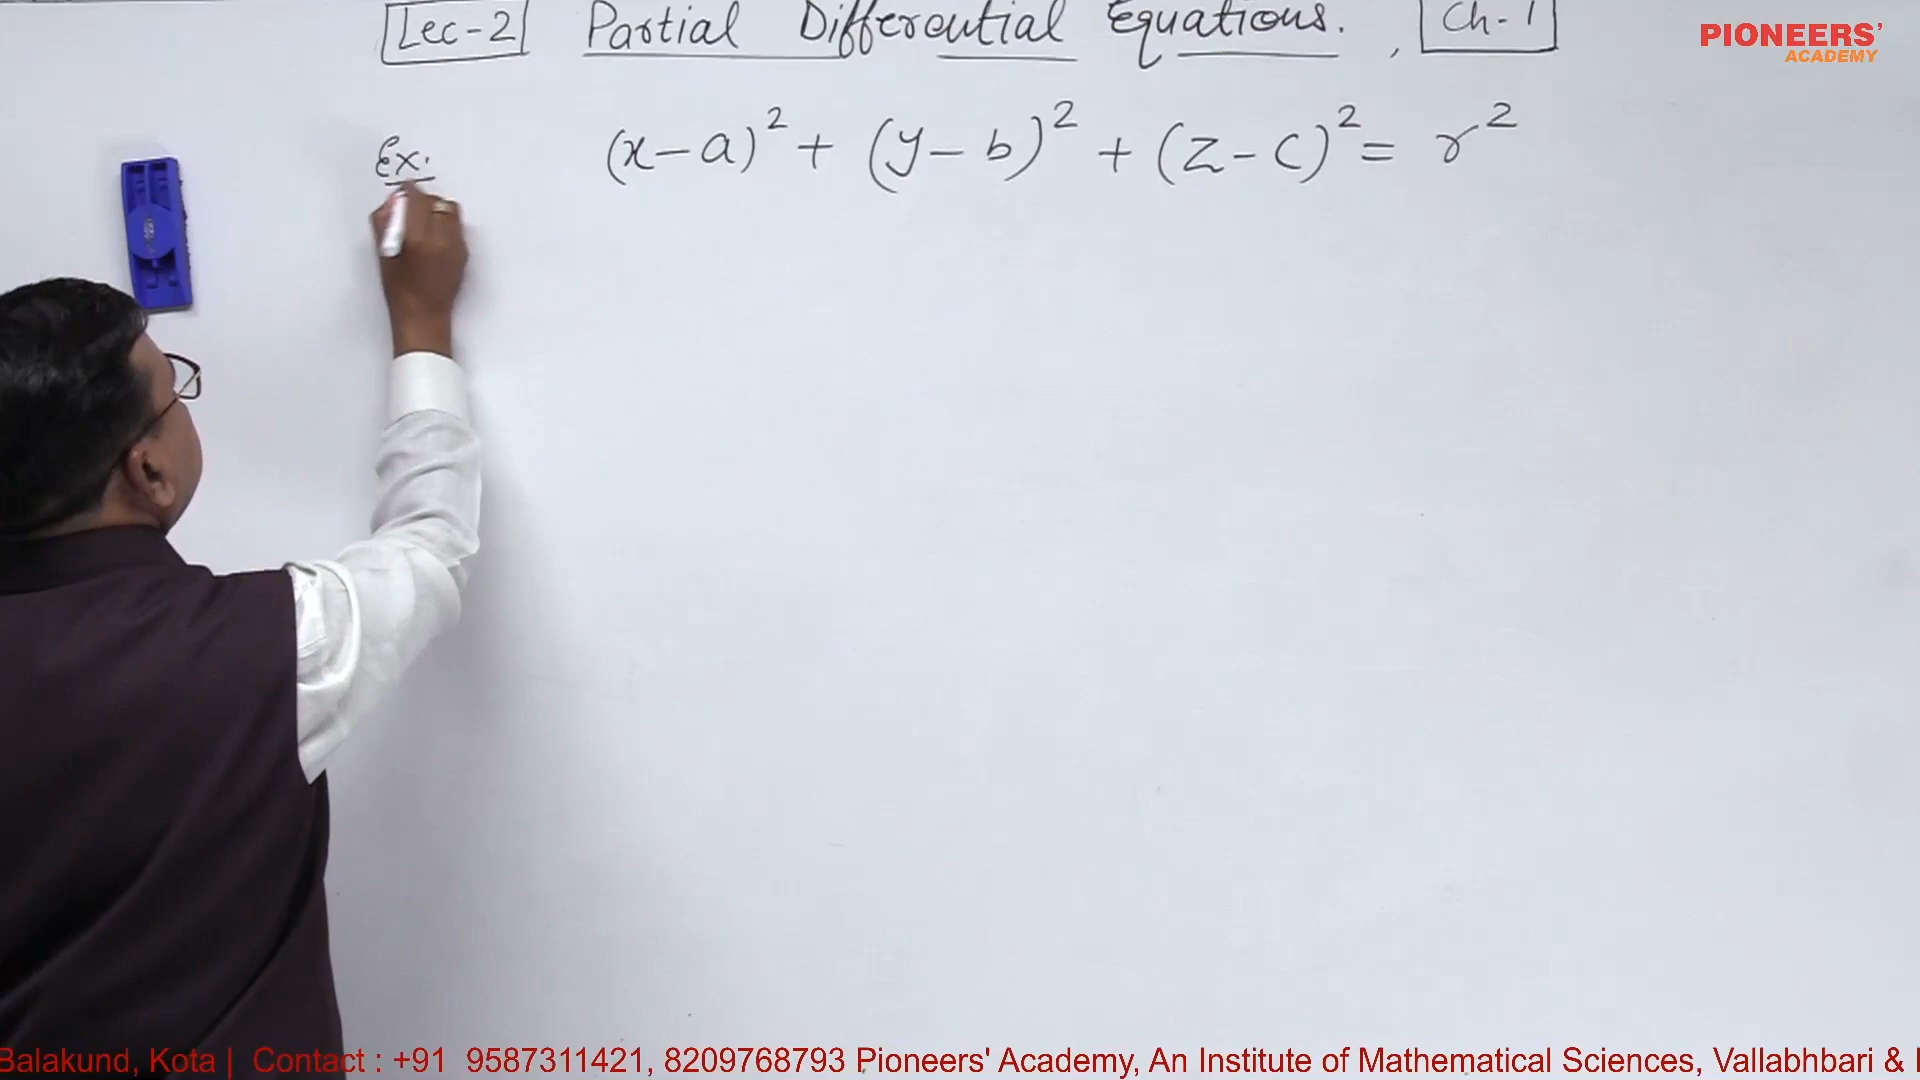 Lec-2 Partial Differential Equations. , Ch-1
PIONEERS’
ACADEMY
Ex. (x-a)² + (y-b)² + (z-c)² = r²
Balakund, Kota | Contact : +91 9587311421, 8209768793 Pioneers' Academy, An Institute of Mathematical Sciences, Vallabhbari &